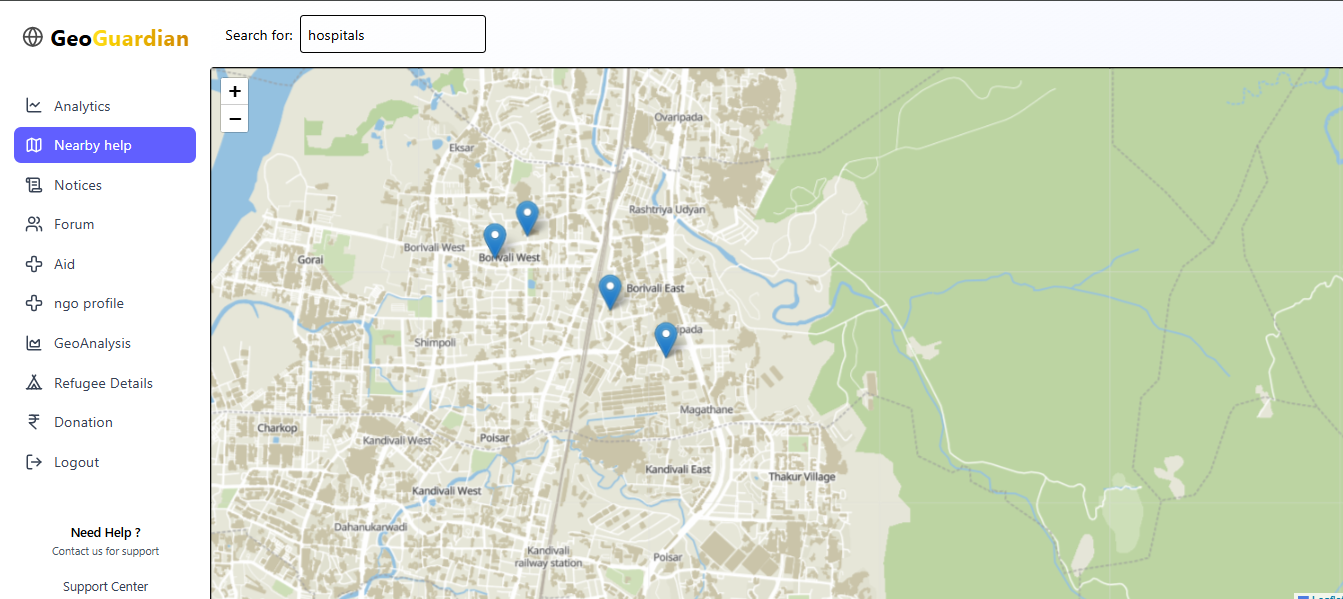 GeoGuardian
Search for: hospitals
Analytics
Nearby help
Notices
Forum
Aid
ngo profile
GeoAnalysis
Refugee Details
Donation
Logout
Need Help ?
Contact us for support
Support Center
+
−
Ovaripada
Eksar
Rashtriya Udyan
Borivali West
Borivali West
Gorai
Borivali East
ipada
Shimpoli
Magathane
Charkop
Kandivali West
Poisar
Kandivali East
Thakur Village
Kandivali West
Dahanukarwadi
Kandivali
railway station
Poisar